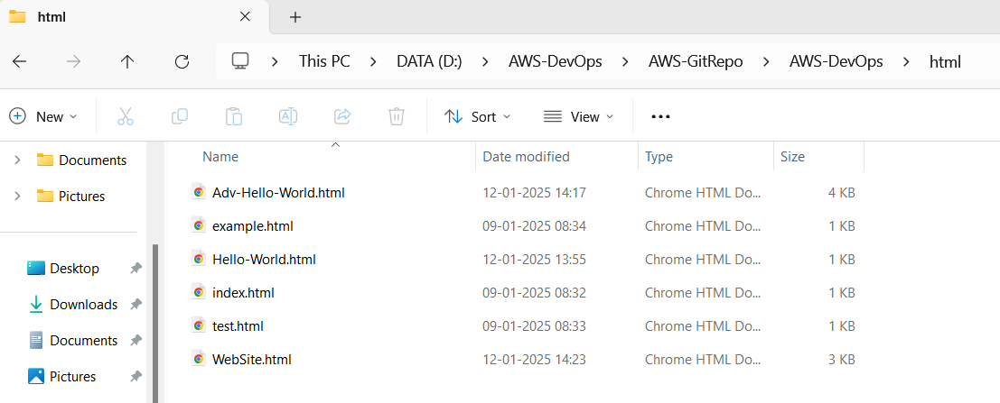 html
This PC DATA (D:) AWS-DevOps AWS-GitRepo AWS-DevOps html
New Sort View
Documents
Pictures
Desktop
Downloads
Documents
Pictures
Name Date modified Type Size
Adv-Hello-World.html 12-01-2025 14:17 Chrome HTML Do... 4 KB
example.html 09-01-2025 08:34 Chrome HTML Do... 1 KB
Hello-World.html 12-01-2025 13:55 Chrome HTML Do... 1 KB
index.html 09-01-2025 08:32 Chrome HTML Do... 1 KB
test.html 09-01-2025 08:33 Chrome HTML Do... 1 KB
WebSite.html 12-01-2025 14:23 Chrome HTML Do... 3 KB